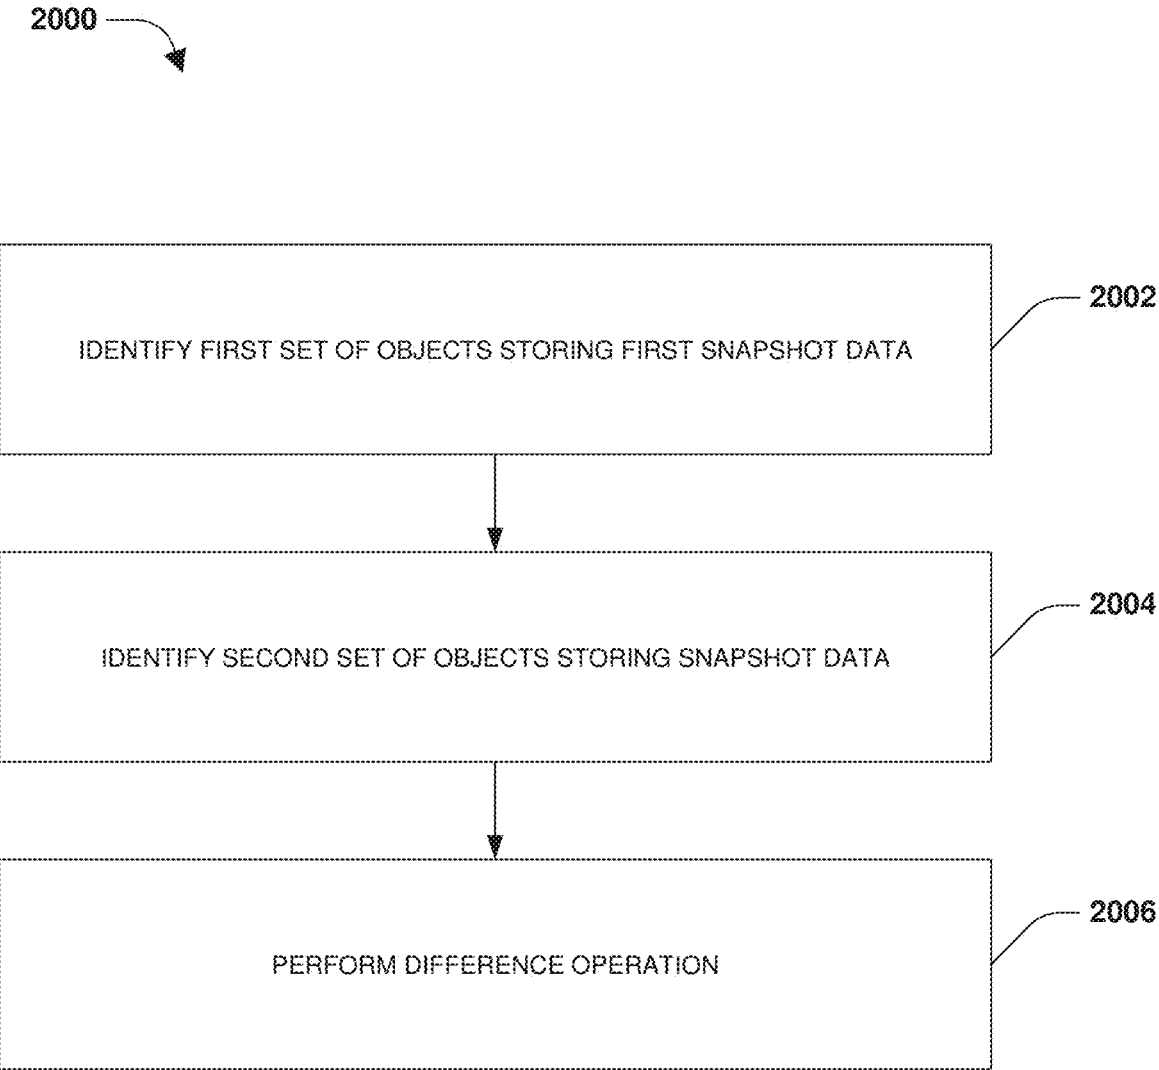 2000
IDENTIFY FIRST SET OF OBJECTS STORING FIRST SNAPSHOT DATA
2002
IDENTIFY SECOND SET OF OBJECTS STORING SNAPSHOT DATA
2004
PERFORM DIFFERENCE OPERATION
2006